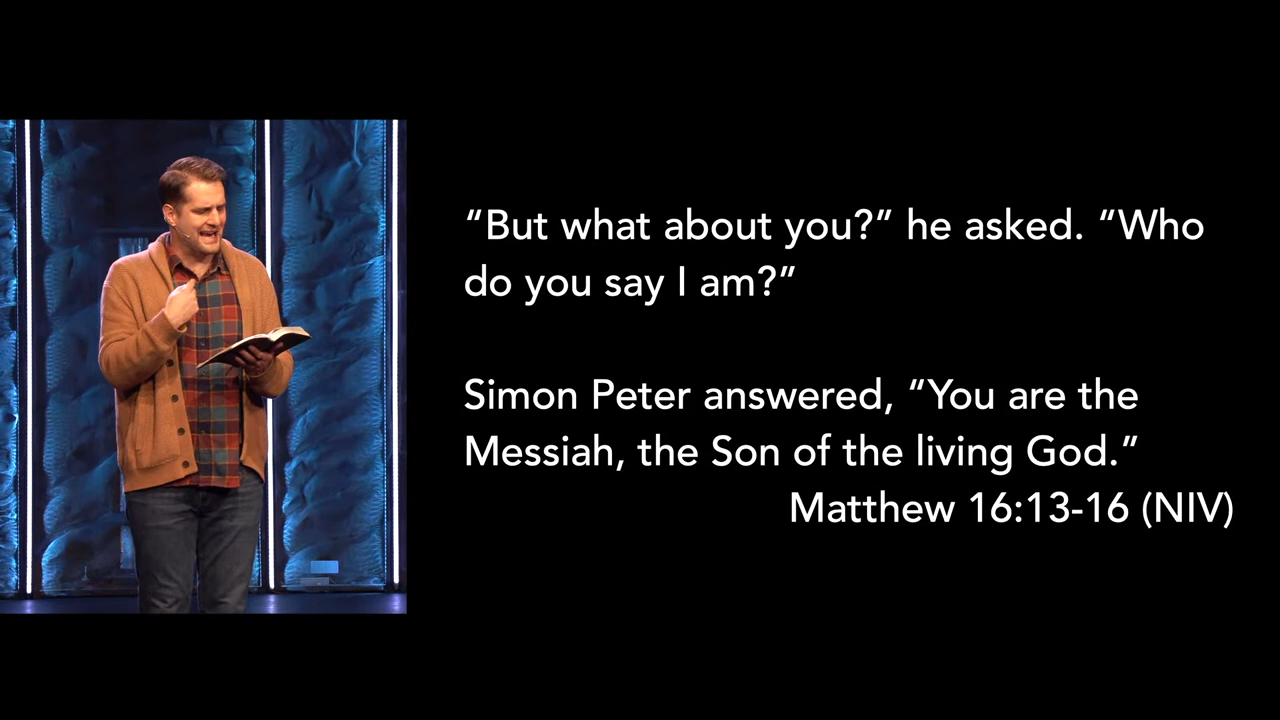 “But what about you?” he asked. “Who
do you say I am?”
Simon Peter answered, “You are the
Messiah, the Son of the living God.”
Matthew 16:13-16 (NIV)